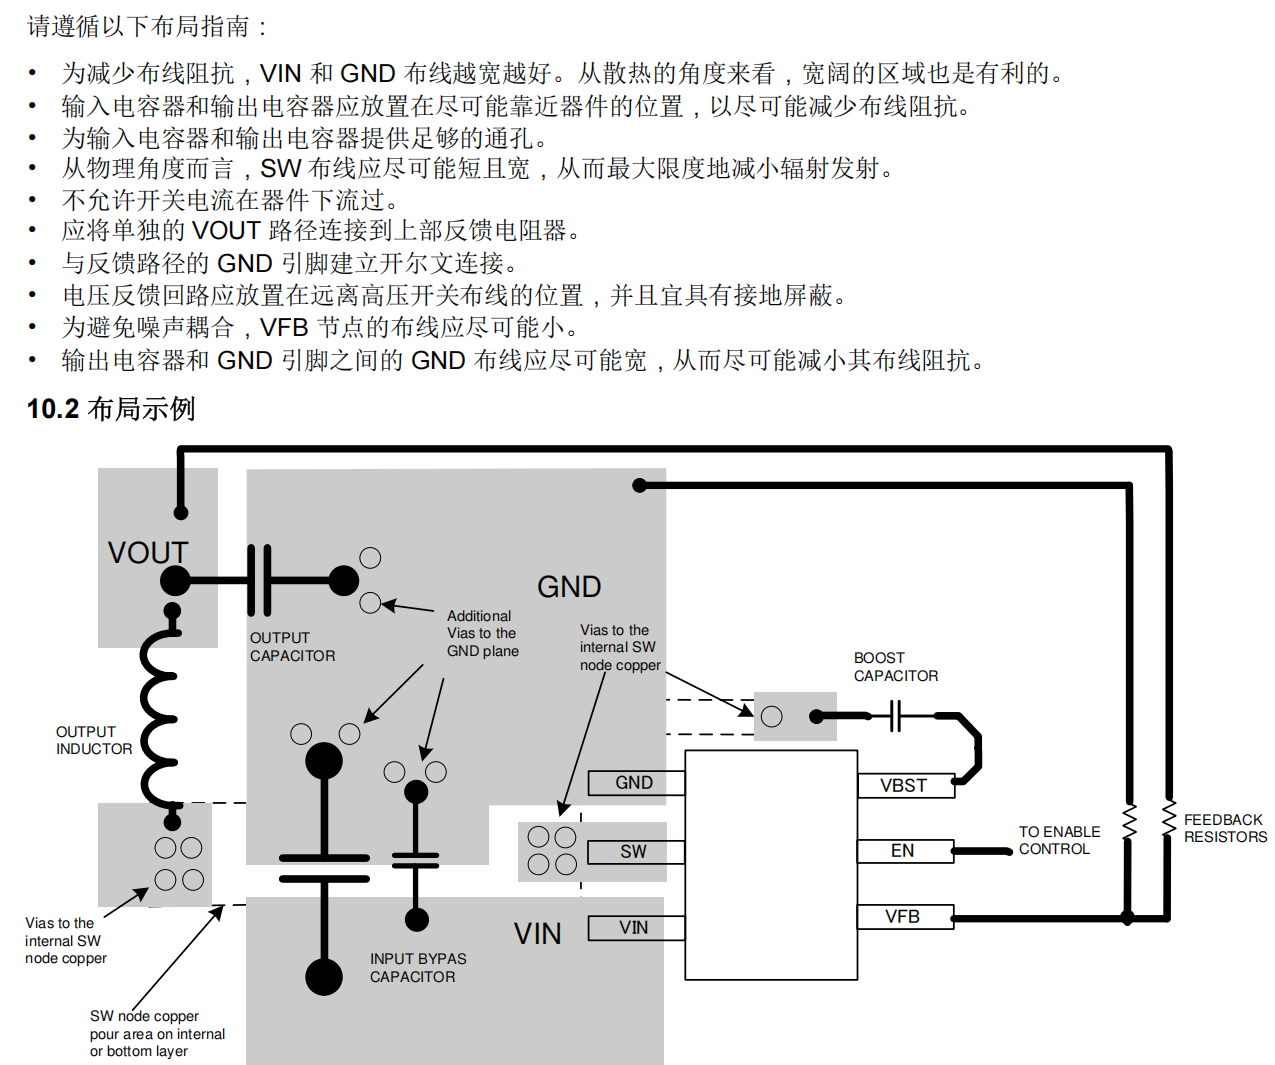 请遵循以下布局指南：
• 为减少布线阻抗，VIN 和 GND 布线越宽越好。从散热的角度来看，宽阔的区域也是有利的。
• 输入电容器和输出电容器应放置在尽可能靠近器件的位置，以尽可能减少布线阻抗。
• 为输入电容器和输出电容器提供足够的通孔。
• 从物理角度而言，SW 布线应尽可能短且宽，从而最大限度地减小辐射发射。
• 不允许开关电流在器件下流过。
• 应将单独的 VOUT 路径连接到上部反馈电阻器。
• 与反馈路径的 GND 引脚建立开尔文连接。
• 电压反馈回路应放置在远离高压开关布线的位置，并且宜具有接地屏蔽。
• 为避免噪声耦合，VFB 节点的布线应尽可能小。
• 输出电容器和 GND 引脚之间的 GND 布线应尽可能宽，从而尽可能减小其布线阻抗。
10.2 布局示例
VOUT
GND
Additional
Vias to the
GND plane
OUTPUT
CAPACITOR
Vias to the
internal SW
node copper
BOOST
CAPACITOR
OUTPUT
INDUCTOR
GND
VBST
SW
EN
TO ENABLE
CONTROL
FEEDBACK
RESISTORS
VIN
VIN
VFB
Vias to the
internal SW
node copper
INPUT BYPAS
CAPACITOR
SW node copper
pour area on internal
or bottom layer